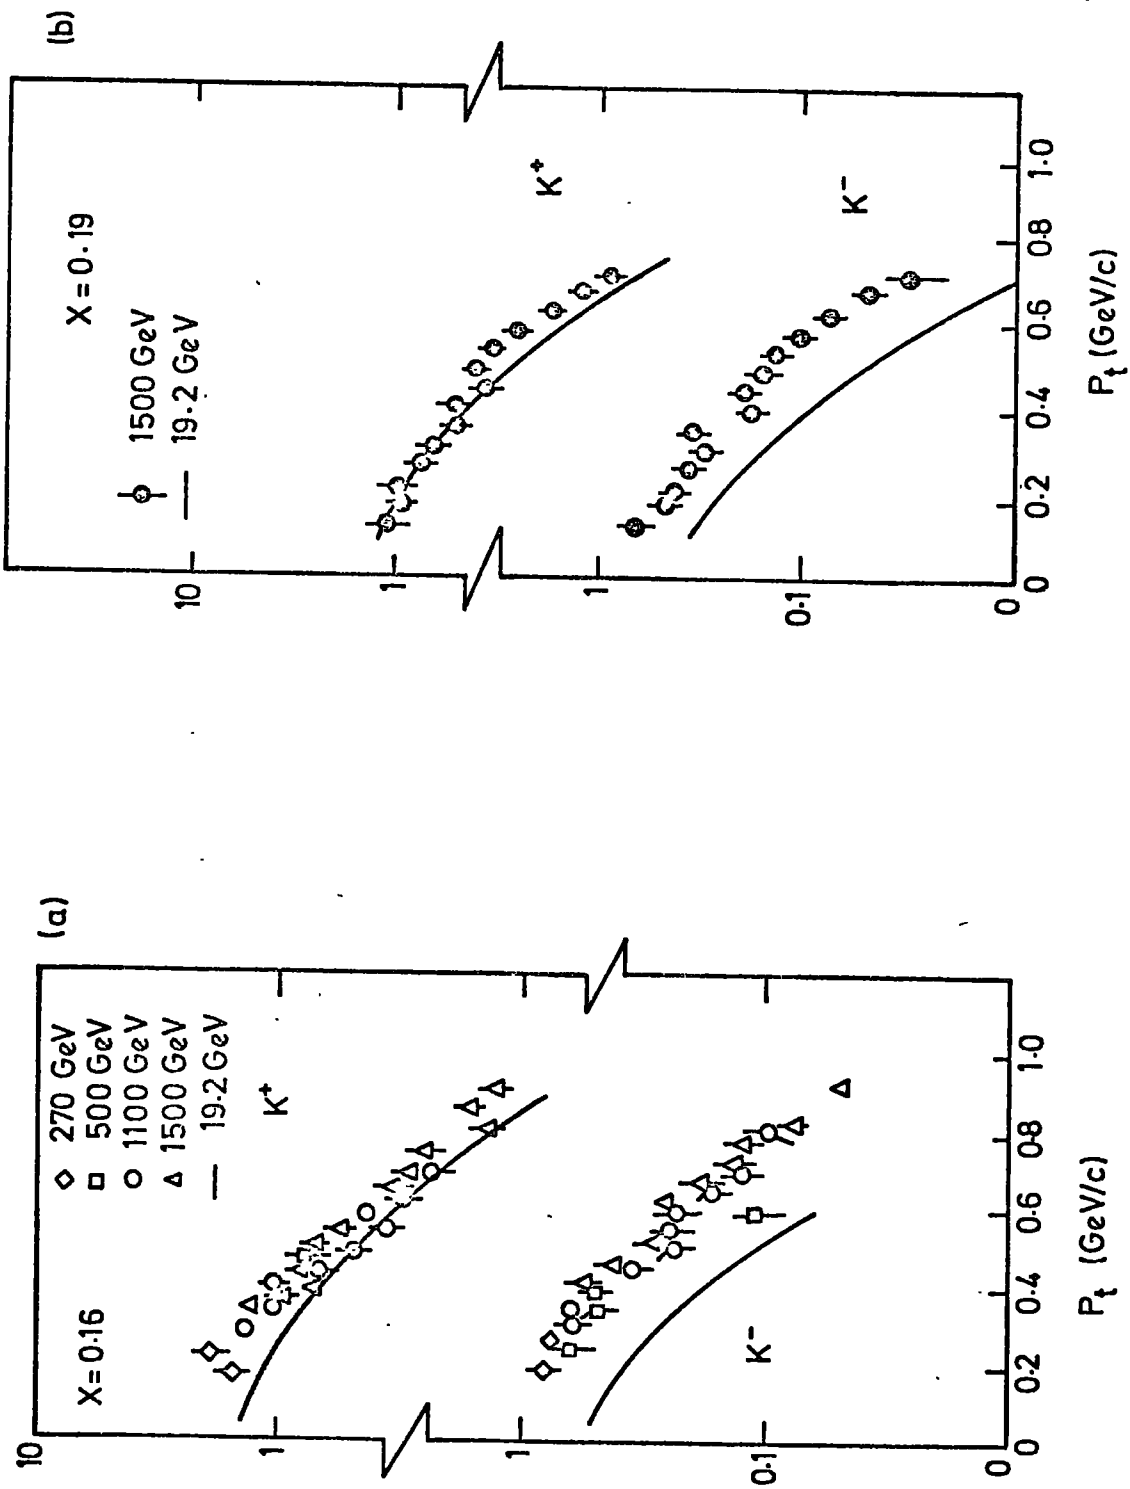 (a)
X=0·16
◇ 270 GeV
□ 500 GeV
○ 1100 GeV
△ 1500 GeV
— 19·2 GeV
K+
K−
10
1
1
0·1
0
0
0·2
0·4
0·6
0·8
1·0
Pt (GeV/c)
(b)
X = 0·19
1500 GeV
— 19·2 GeV
K+
K−
10
1
1
0·1
0
0
0·2
0·4
0·6
0·8
1·0
Pt (GeV/c)